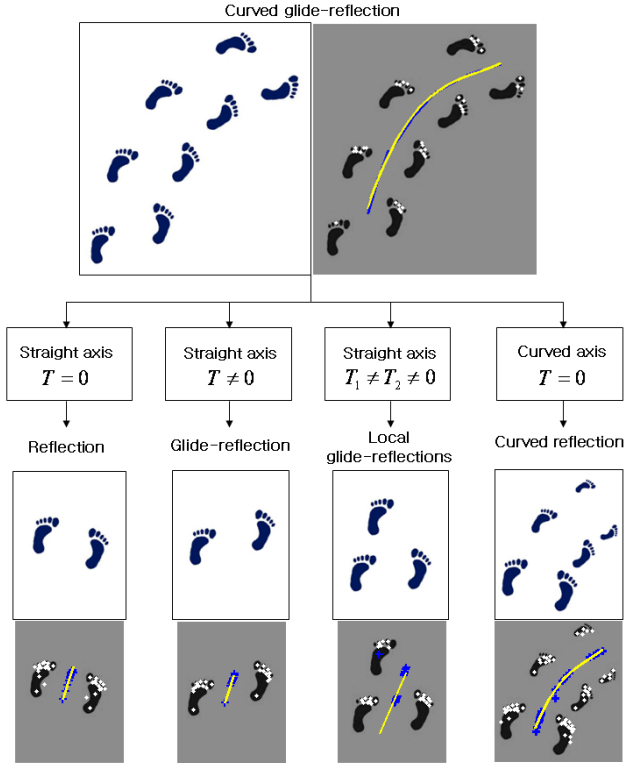 Curved glide-reflection
Straight axis
T = 0
Straight axis
T ≠ 0
Straight axis
T₁ ≠ T₂ ≠ 0
Curved axis
T = 0
Reflection
Glide-reflection
Local
glide-reflections
Curved reflection